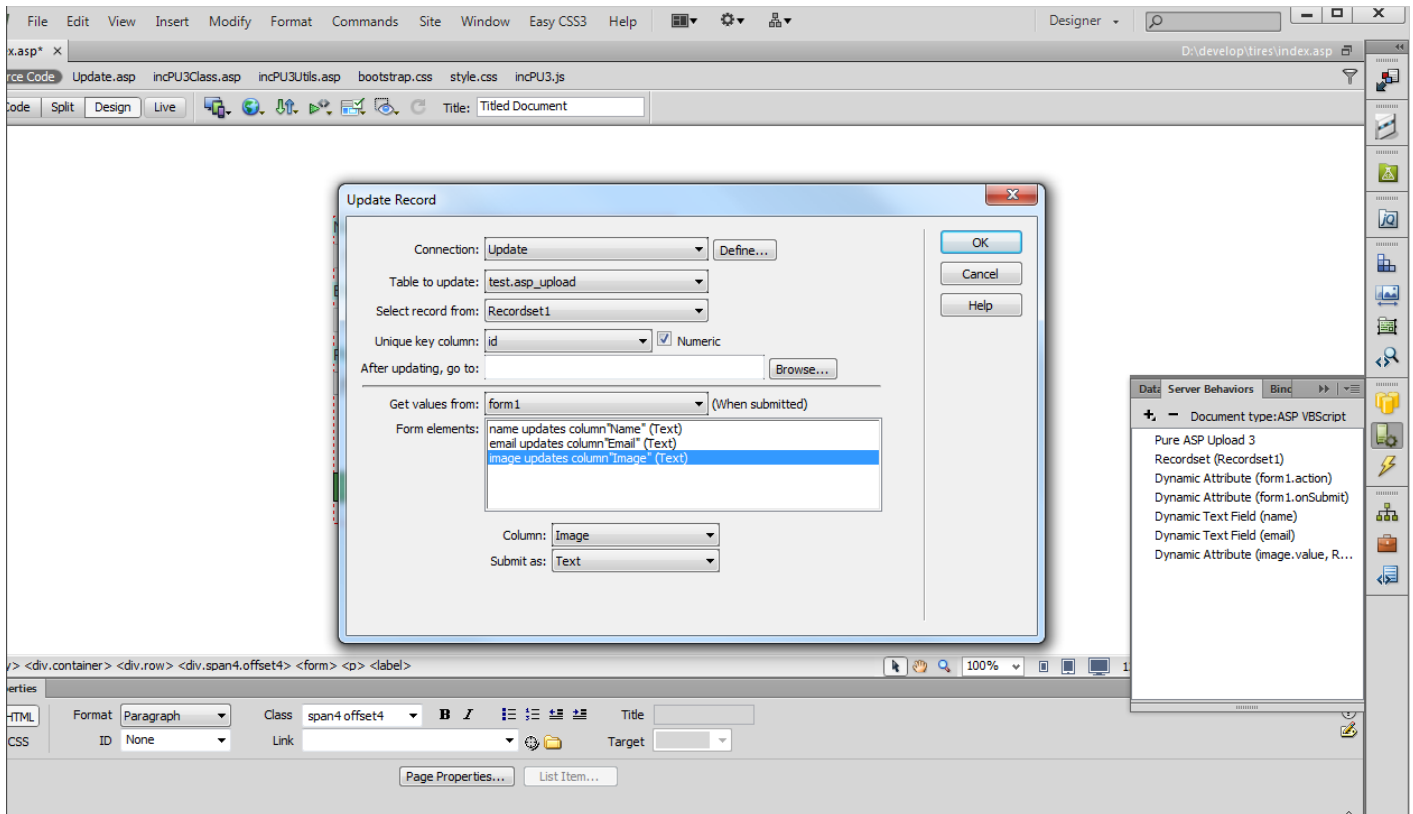 File Edit View Insert Modify Format Commands Site Window Easy CSS3 Help Designer
x.asp* D:\develop\tires\index.asp
rce Code Update.asp incPU3Class.asp incPU3Utils.asp bootstrap.css style.css incPU3.js
Code Split Design Live Title: Titled Document
Update Record
Connection: Update Define...
OK
Table to update: test.asp_upload
Cancel
Select record from: Recordset1
Help
Unique key column: id Numeric
After updating, go to: Browse...
Get values from: form1 (When submitted)
Form elements: name updates column"Name" (Text)
email updates column"Email" (Text)
image updates column"Image" (Text)
Column: Image
Submit as: Text
Data Server Behaviors Bind
Document type:ASP VBScript
Pure ASP Upload 3
Recordset (Recordset1)
Dynamic Attribute (form1.action)
Dynamic Attribute (form1.onSubmit)
Dynamic Text Field (name)
Dynamic Text Field (email)
Dynamic Attribute (image.value, R...
jQ
y> <div.container> <div.row> <div.span4.offset4> <form> <p> <label> 100% 1
erties
HTML Format Paragraph Class span4 offset4 B I Title
CSS ID None Link Target
Page Properties... List Item...